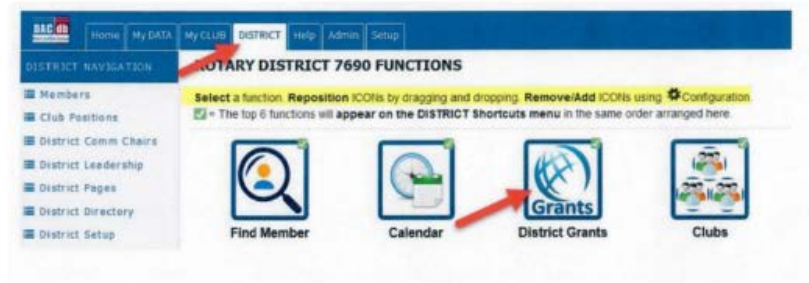 DAC db
Home My DATA My CLUB DISTRICT Help Admin Setup
DISTRICT NAVIGATION
Members
Club Positions
District Comm Chairs
District Leadership
District Pages
District Directory
District Setup
ROTARY DISTRICT 7690 FUNCTIONS
Select a function. Reposition ICONs by dragging and dropping. Remove/Add ICONs using Configuration.
= The top 6 functions will appear on the DISTRICT Shortcuts menu in the same order arranged here.
Find Member
Calendar
Grants
District Grants
Clubs